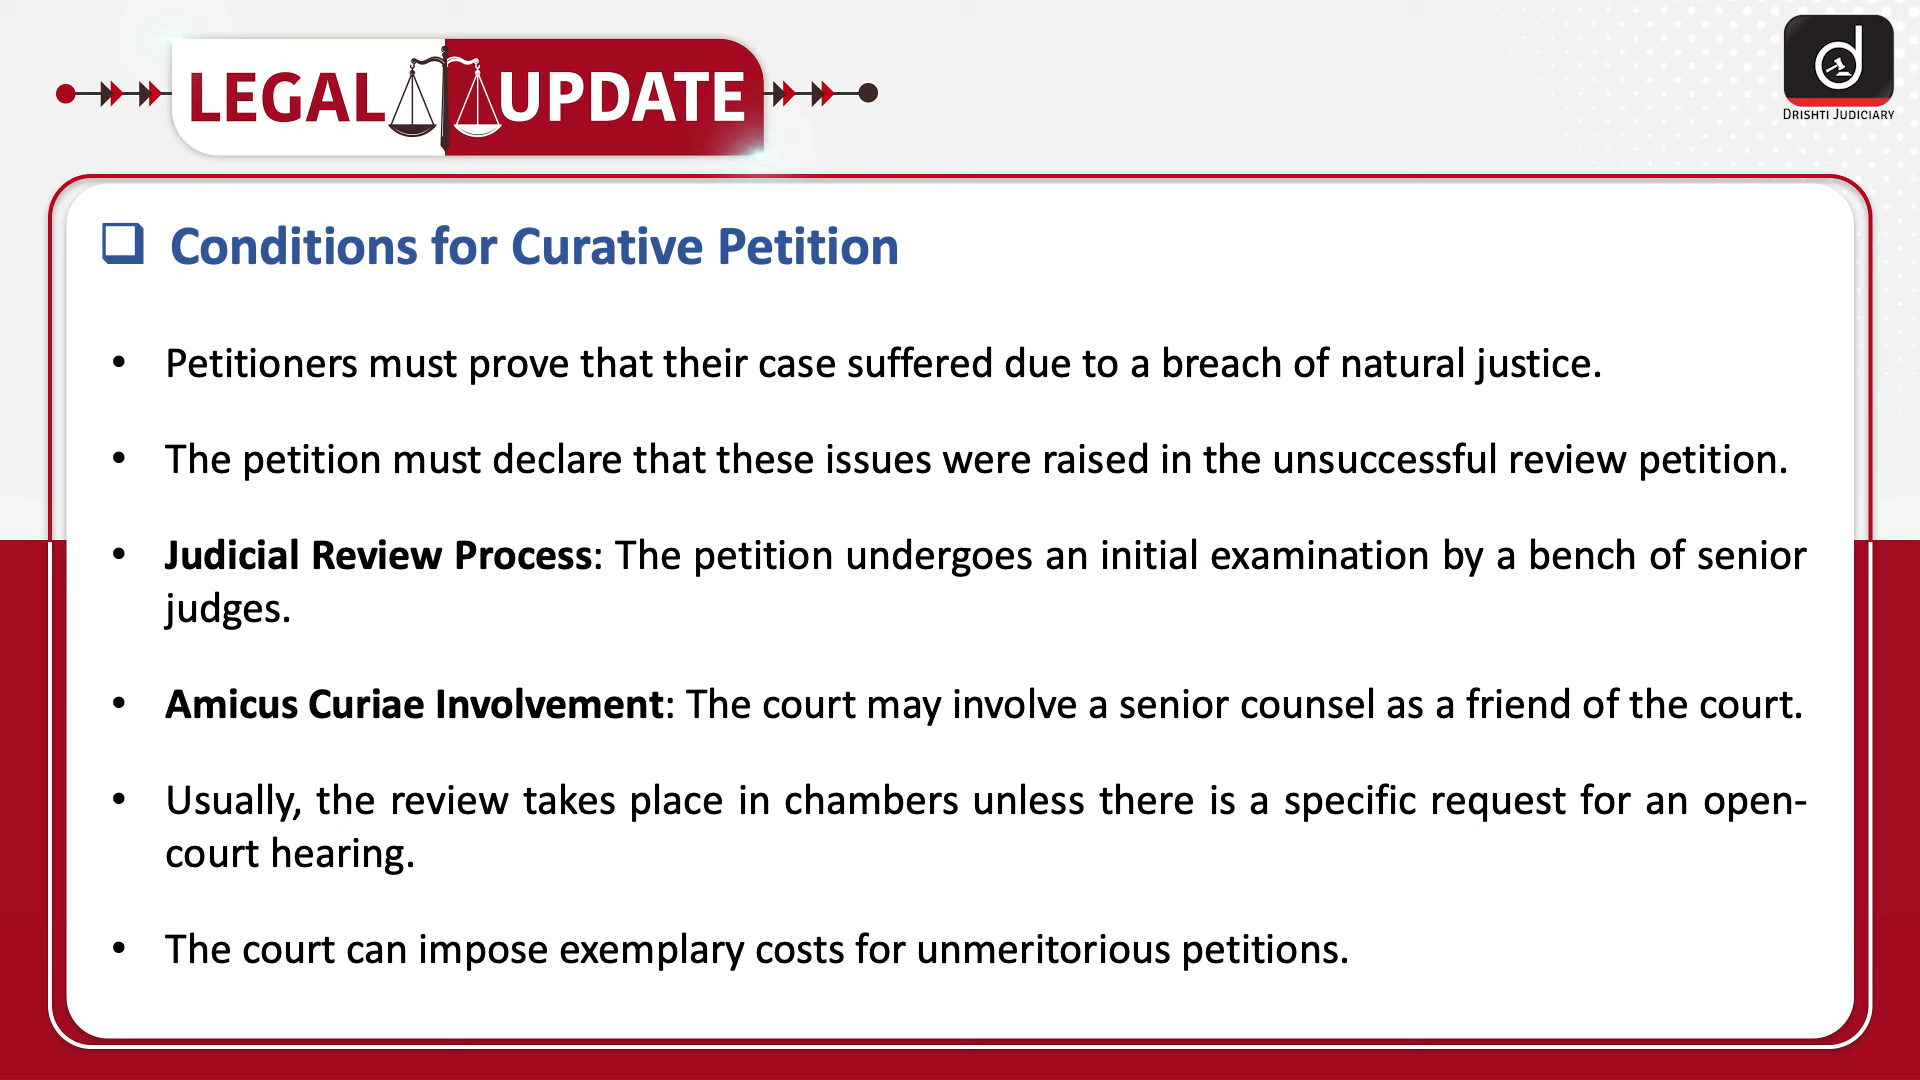 LEGAL UPDATE
DRISHTI JUDICIARY
Conditions for Curative Petition
• Petitioners must prove that their case suffered due to a breach of natural justice.
• The petition must declare that these issues were raised in the unsuccessful review petition.
• Judicial Review Process: The petition undergoes an initial examination by a bench of senior
judges.
• Amicus Curiae Involvement: The court may involve a senior counsel as a friend of the court.
• Usually, the review takes place in chambers unless there is a specific request for an open-
court hearing.
• The court can impose exemplary costs for unmeritorious petitions.